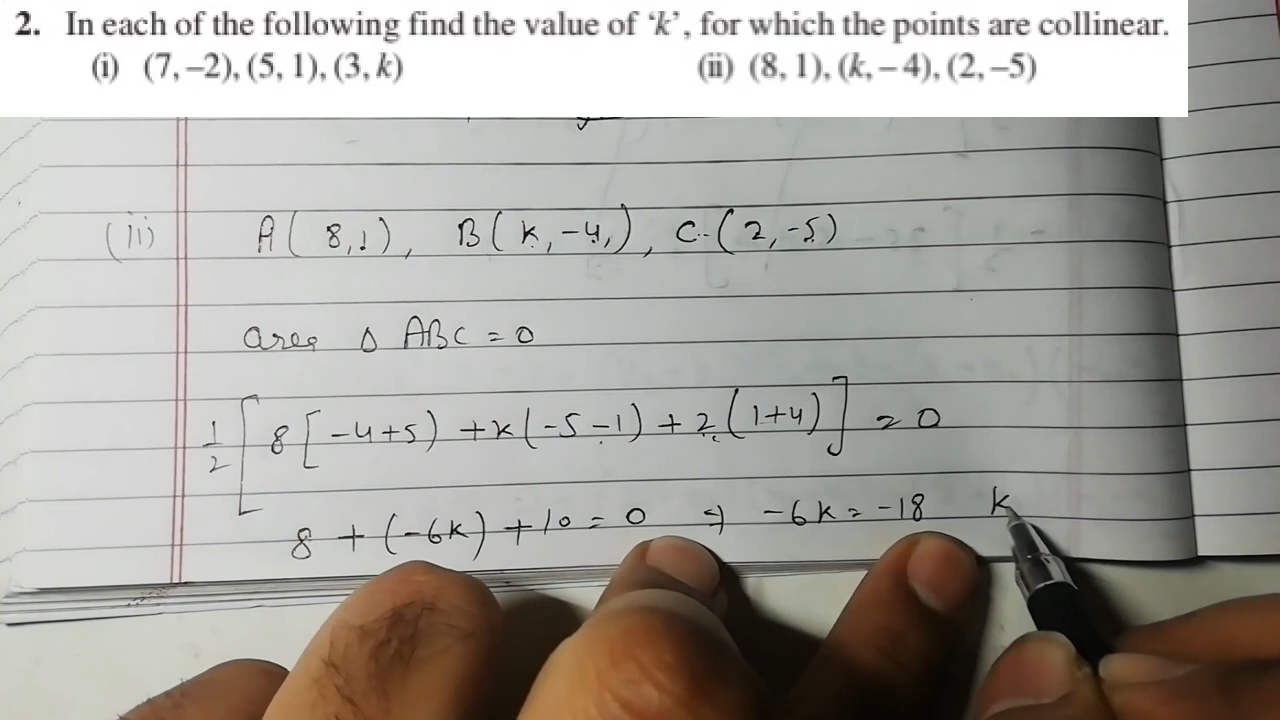 2. In each of the following find the value of ‘k’, for which the points are collinear.
(i) (7, –2), (5, 1), (3, k) (ii) (8, 1), (k, – 4), (2, –5)
(ii) A( 8,1), B( k, -4,), C-( 2, -5)
area Δ ABC = 0
1/2 [ 8 [ -4+5) + k (-5-1) + 2 (1+4) ] = 0
8 + (-6k) + 10 = 0 ⇒ -6k = -18 k